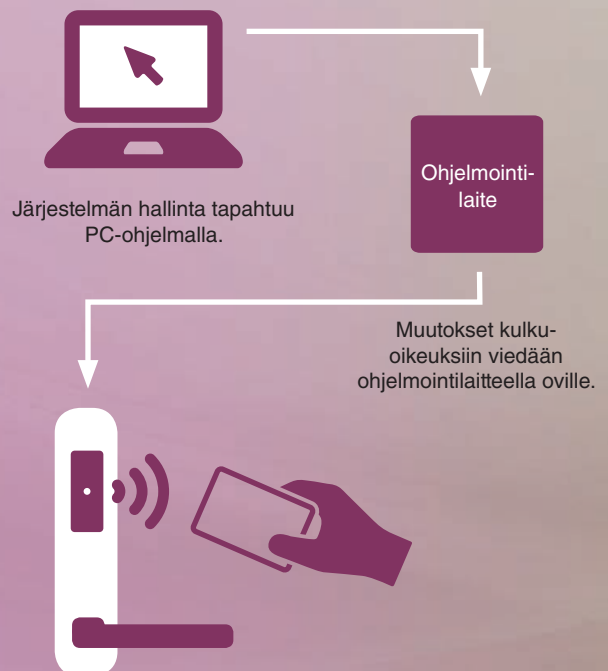 Järjestelmän hallinta tapahtuu
PC-ohjelmalla.
Ohjelmointi-
laite
Muutokset kulku-
oikeuksiin viedään
ohjelmointilaitteella oville.